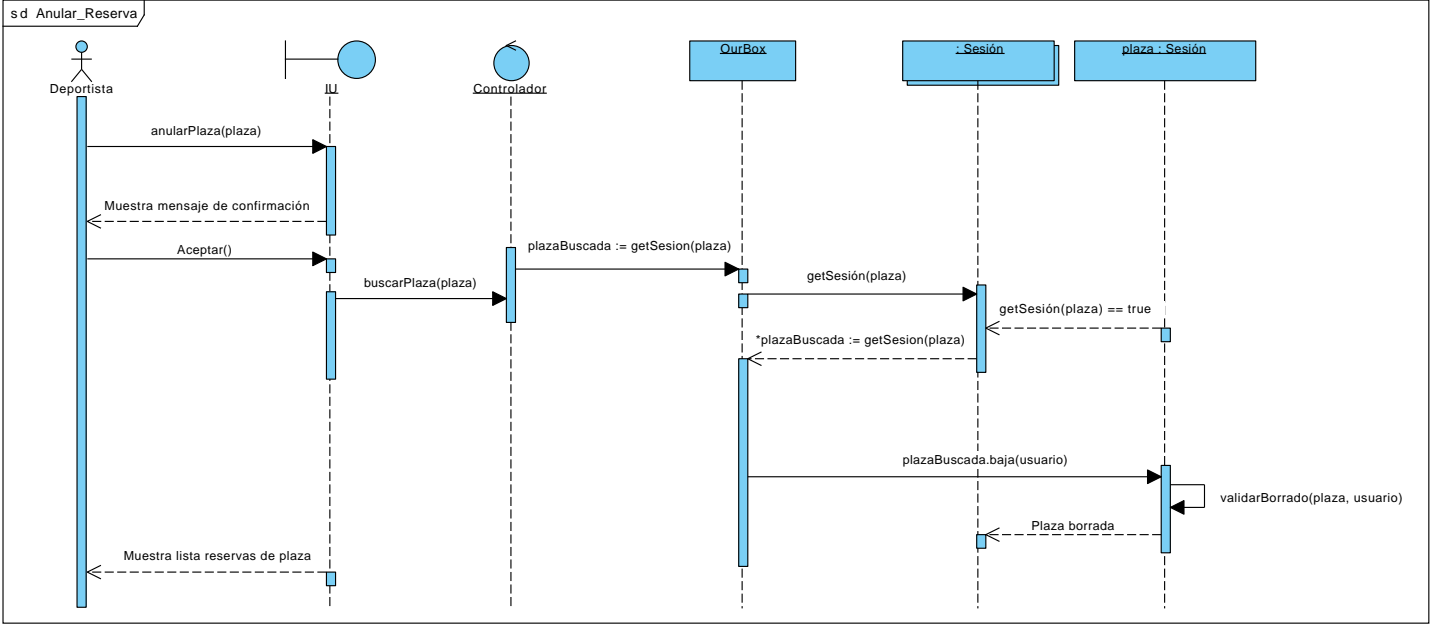 sd Anular_Reserva
Deportista
IU
Controlador
OurBox
: Sesión
plaza : Sesión
anularPlaza(plaza)
Muestra mensaje de confirmación
Aceptar()
plazaBuscada := getSesion(plaza)
getSesión(plaza)
buscarPlaza(plaza)
getSesión(plaza) == true
*plazaBuscada := getSesion(plaza)
plazaBuscada.baja(usuario)
validarBorrado(plaza, usuario)
Plaza borrada
Muestra lista reservas de plaza